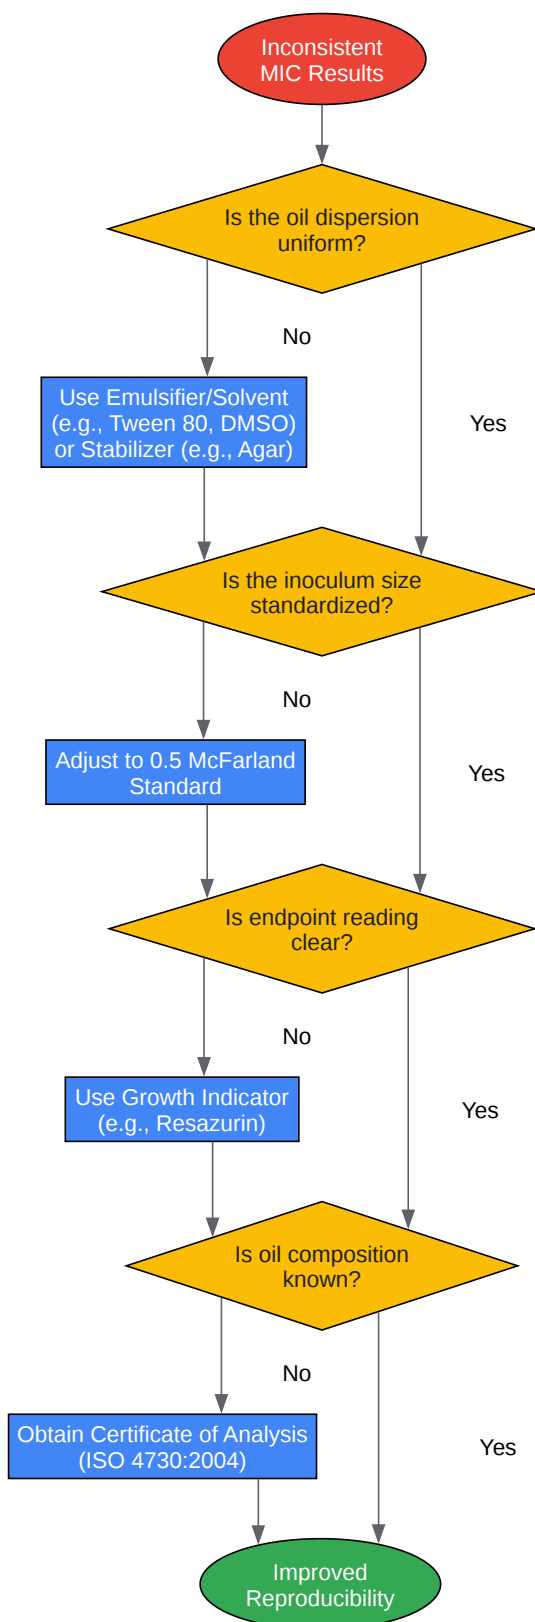 Inconsistent
MIC Results
Is the oil dispersion
uniform?
No
Use Emulsifier/Solvent
(e.g., Tween 80, DMSO)
or Stabilizer (e.g., Agar)
Yes
Is the inoculum size
standardized?
No
Adjust to 0.5 McFarland
Standard
Yes
Is endpoint reading
clear?
No
Use Growth Indicator
(e.g., Resazurin)
Yes
Is oil composition
known?
No
Obtain Certificate of Analysis
(ISO 4730:2004)
Yes
Improved
Reproducibility